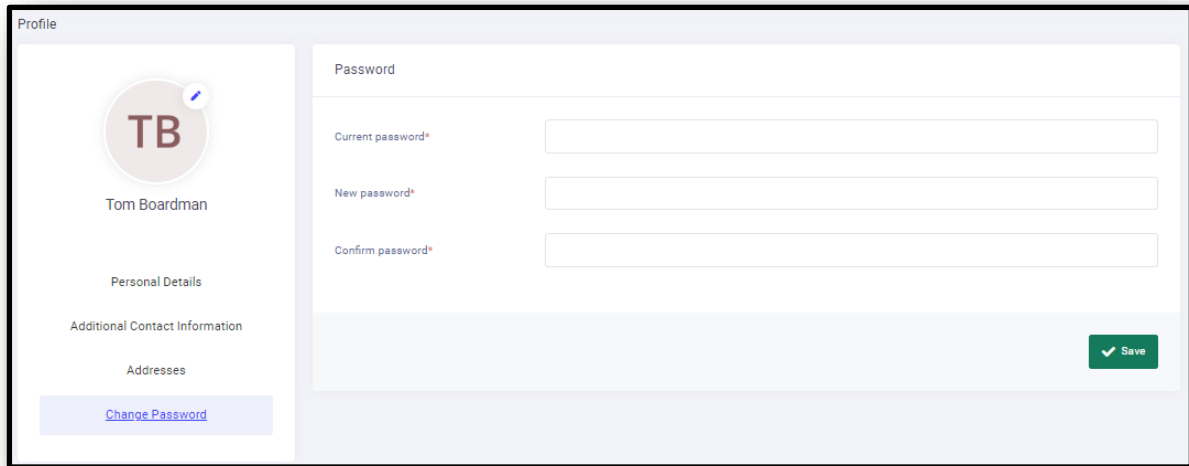 Profile
TB
Tom Boardman
Personal Details
Additional Contact Information
Addresses
Change Password
Password
Current password*
New password*
Confirm password*
Save